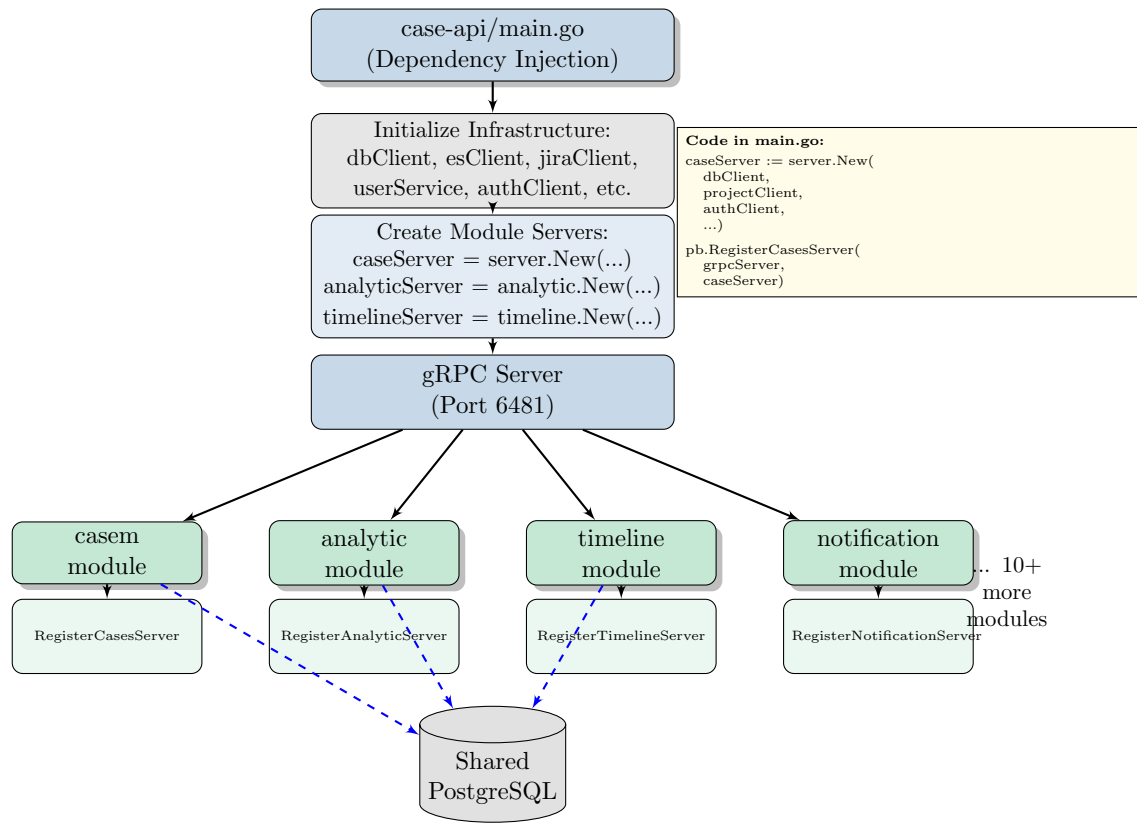 case-api/main.go
(Dependency Injection)
Initialize Infrastructure:
dbClient, esClient, jiraClient,
userService, authClient, etc.
Code in main.go:
caseServer := server.New(
dbClient,
projectClient,
authClient,
...)
pb.RegisterCasesServer(
grpcServer,
caseServer)
Create Module Servers:
caseServer = server.New(...)
analyticServer = analytic.New(...)
timelineServer = timeline.New(...)
gRPC Server
(Port 6481)
casem
module
analytic
module
timeline
module
notification
module
... 10+
more
modules
RegisterCasesServer
RegisterAnalyticServer
RegisterTimelineServer
RegisterNotificationServer
Shared
PostgreSQL